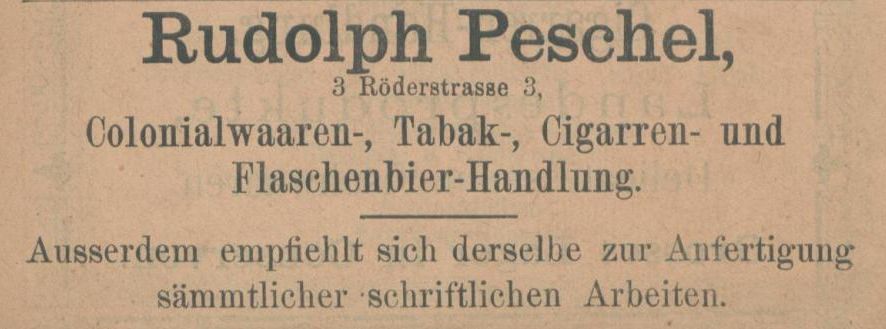 Rudolph Peschel,
3 Röderstrasse 3,
Colonialwaaren-, Tabak-, Cigarren- und
Flaschenbier-Handlung.
Ausserdem empfiehlt sich derselbe zur Anfertigung
sämmtlicher schriftlichen Arbeiten.